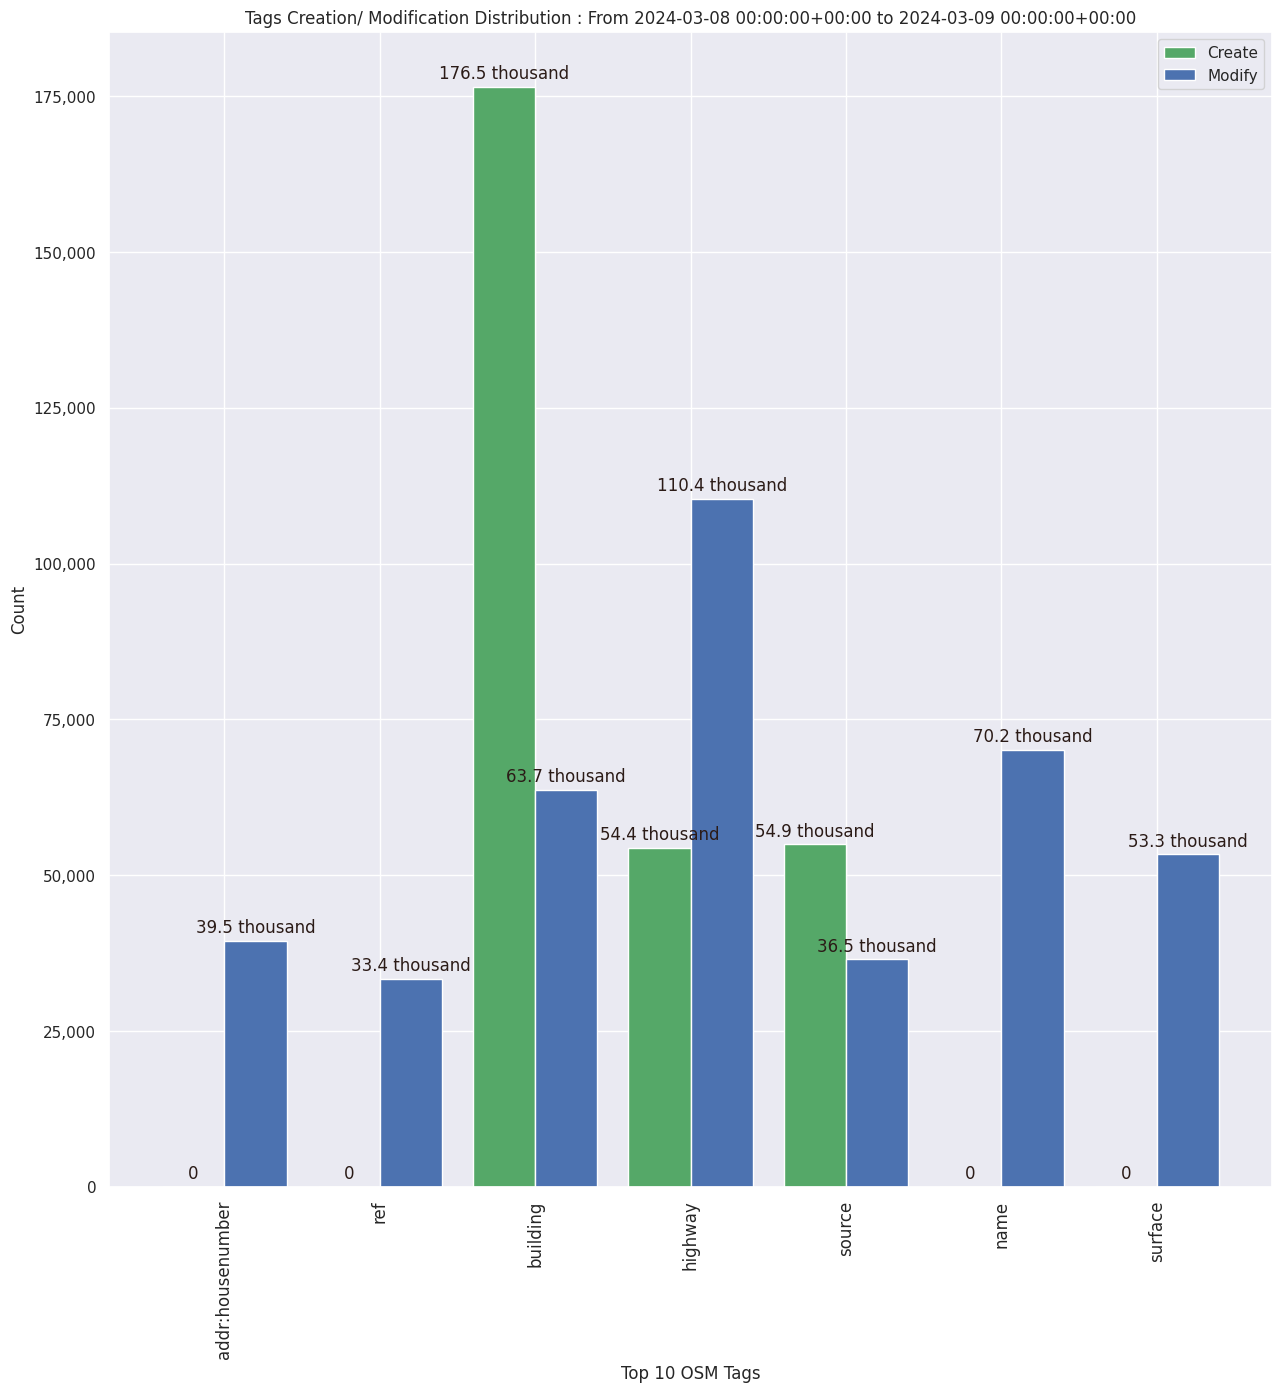 Tags Creation/ Modification Distribution : From 2024-03-08 00:00:00+00:00 to 2024-03-09 00:00:00+00:00
Create
Modify
176.5 thousand
175,000
150,000
125,000
110.4 thousand
100,000
Count
75,000
70.2 thousand
63.7 thousand
54.4 thousand
54.9 thousand
53.3 thousand
50,000
39.5 thousand
33.4 thousand
36.5 thousand
25,000
0
0
0
0
0
addr:housenumber
ref
building
highway
source
name
surface
Top 10 OSM Tags